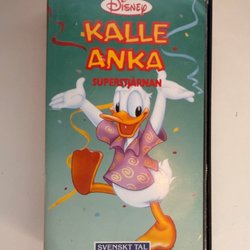 Disney
KALLE
ANKA
SUPERSTJÄRNAN
SVENSKT TAL